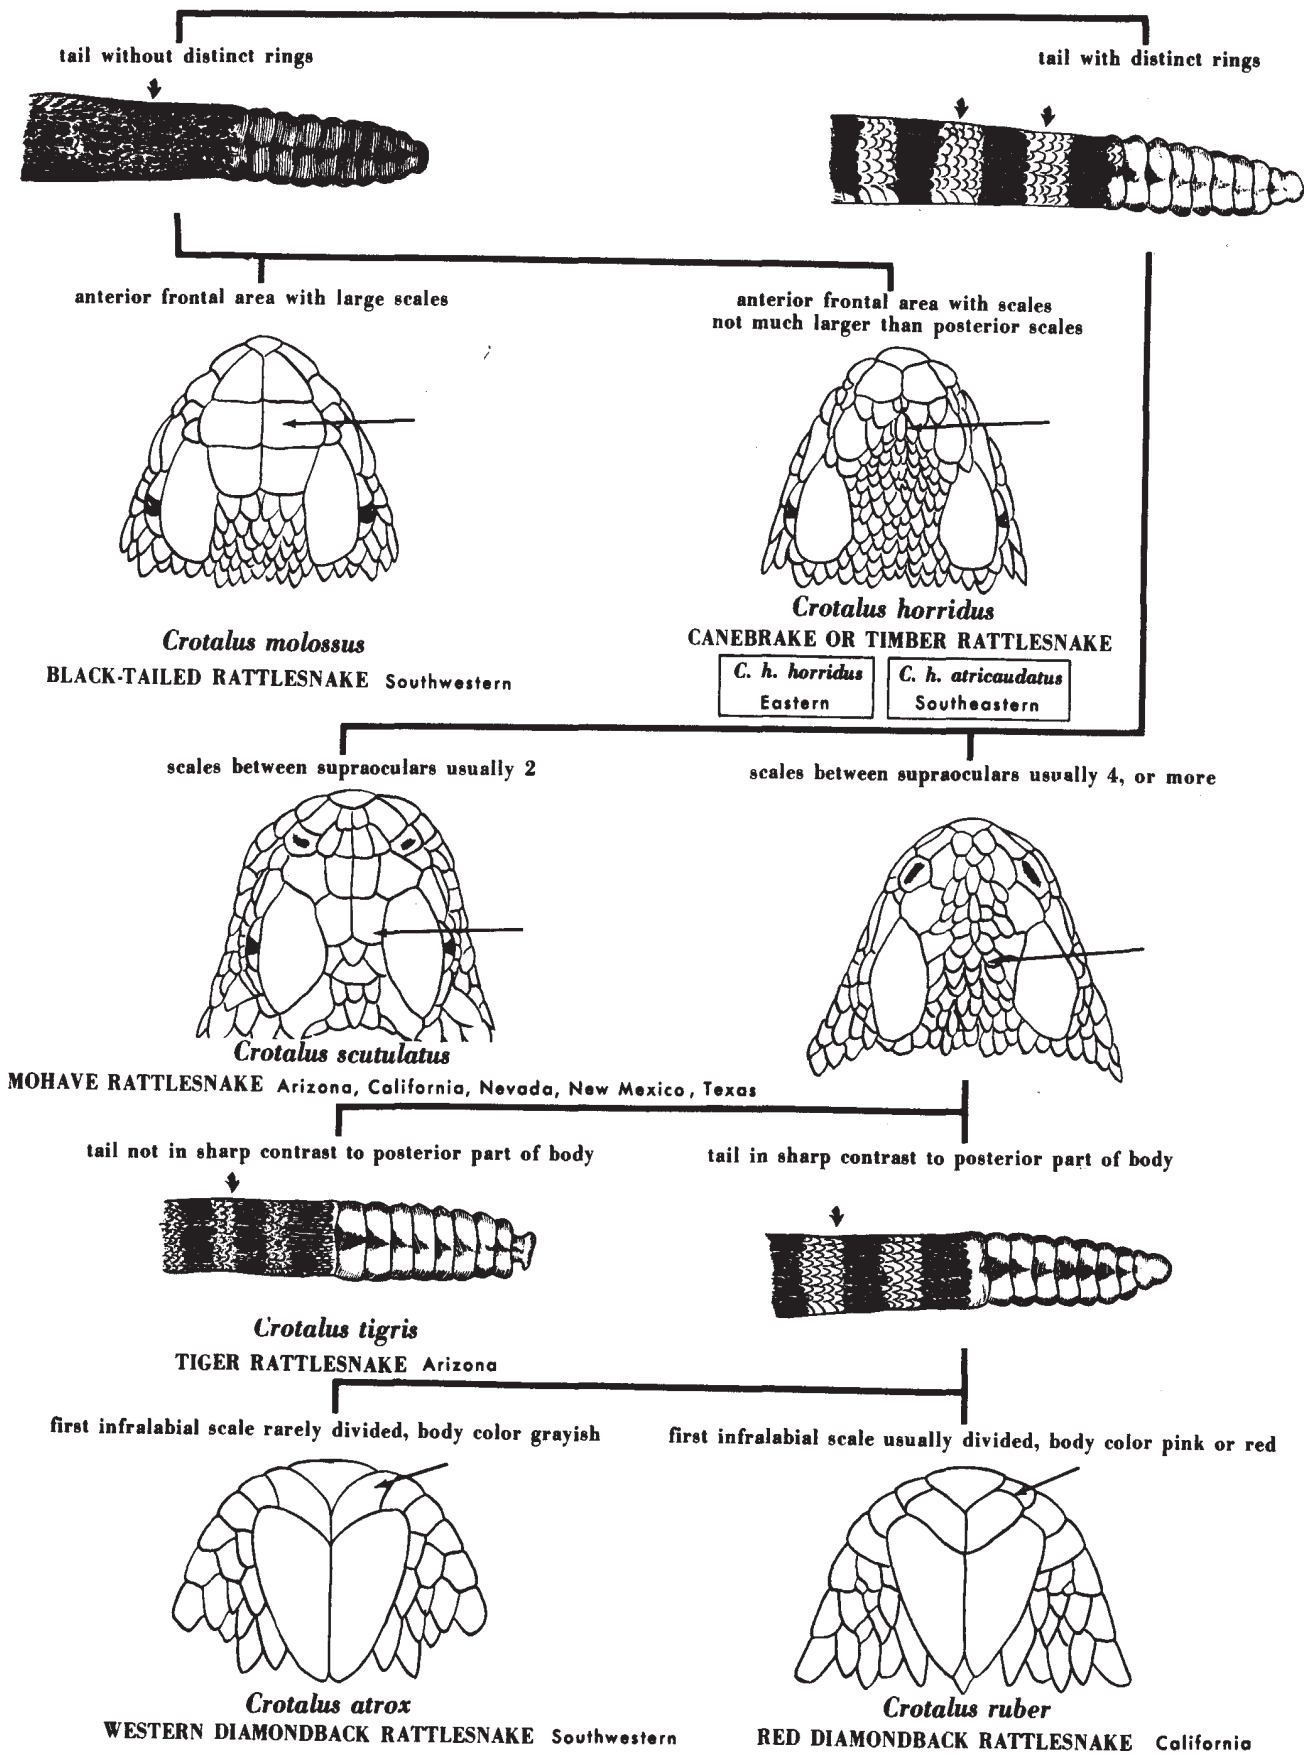 tail without distinct rings
tail with distinct rings
anterior frontal area with large scales
anterior frontal area with scales
not much larger than posterior scales
Crotalus molossus
BLACK-TAILED RATTLESNAKE Southwestern
Crotalus horridus
CANEBRAKE OR TIMBER RATTLESNAKE
C. h. horridus
Eastern
C. h. atricaudatus
Southeastern
scales between supraoculars usually 2
scales between supraoculars usually 4, or more
Crotalus scutulatus
MOHAVE RATTLESNAKE Arizona, California, Nevada, New Mexico, Texas
tail not in sharp contrast to posterior part of body
tail in sharp contrast to posterior part of body
Crotalus tigris
TIGER RATTLESNAKE Arizona
first infralabial scale rarely divided, body color grayish
first infralabial scale usually divided, body color pink or red
Crotalus atrox
WESTERN DIAMONDBACK RATTLESNAKE Southwestern
Crotalus ruber
RED DIAMONDBACK RATTLESNAKE California